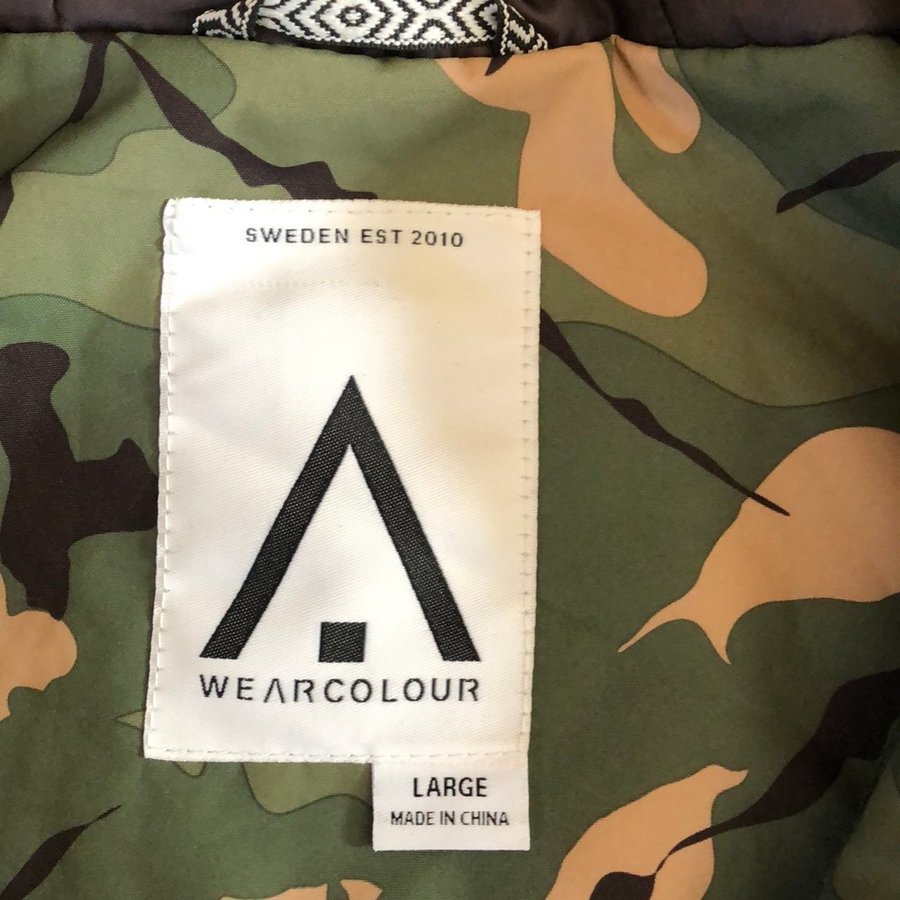 SWEDEN EST 2010
WEARCOLOUR
LARGE
MADE IN CHINA